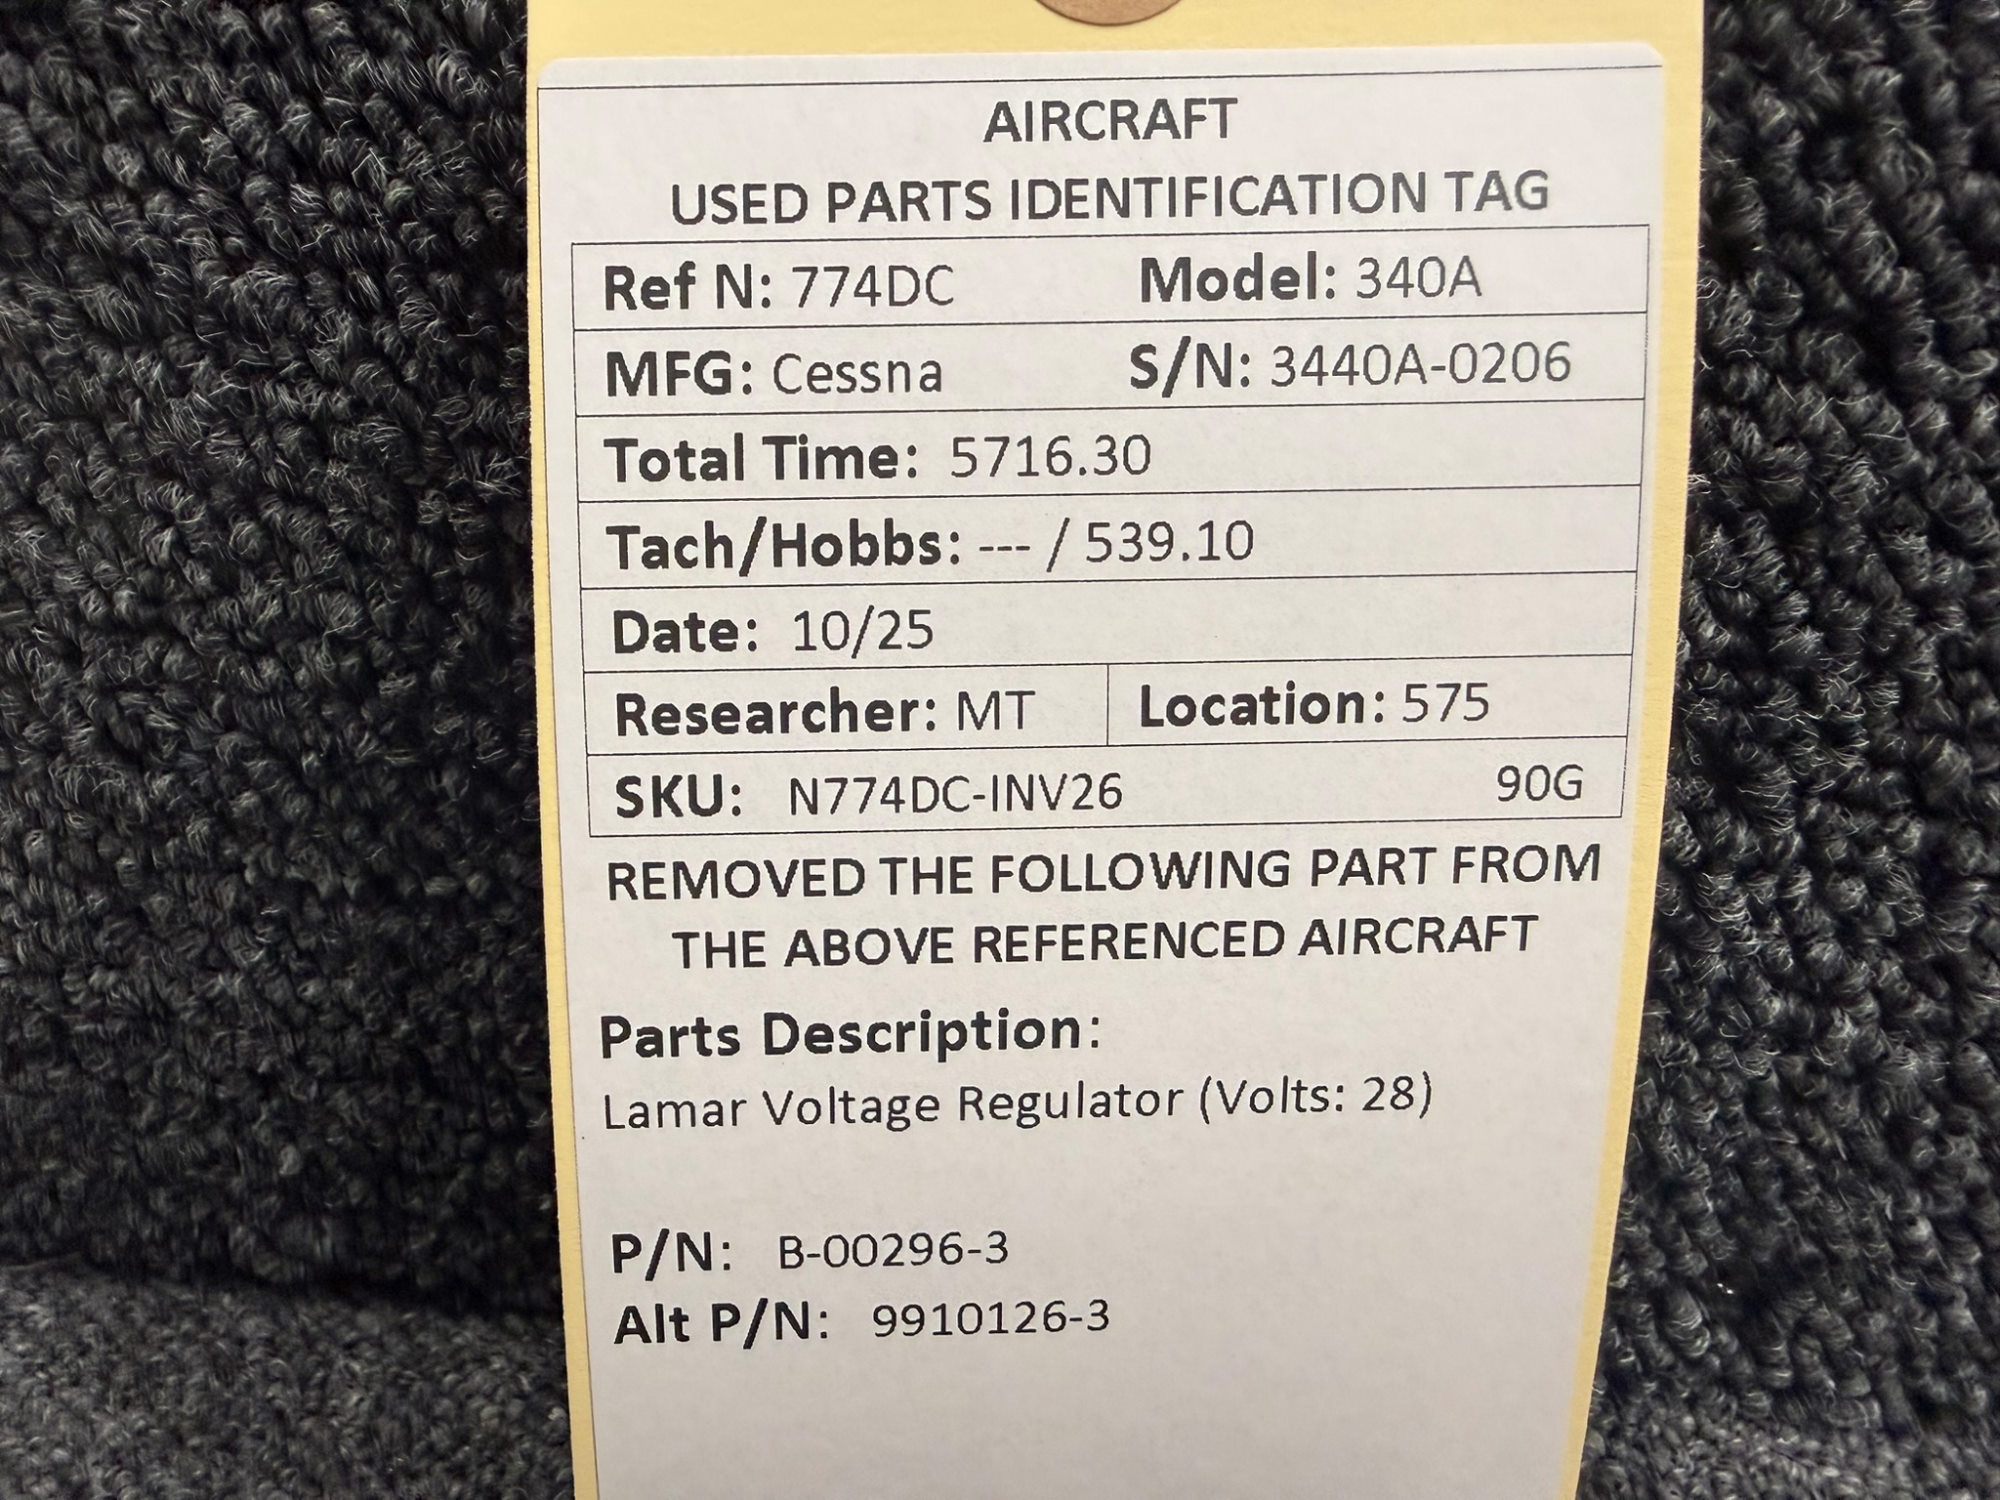 AIRCRAFT
USED PARTS IDENTIFICATION TAG
Ref N: 774DC Model: 340A
MFG: Cessna S/N: 3440A-0206
Total Time: 5716.30
Tach/Hobbs: --- / 539.10
Date: 10/25
Researcher: MT Location: 575
SKU: N774DC-INV26 90G
REMOVED THE FOLLOWING PART FROM
THE ABOVE REFERENCED AIRCRAFT
Parts Description:
Lamar Voltage Regulator (Volts: 28)
P/N: B-00296-3
Alt P/N: 9910126-3